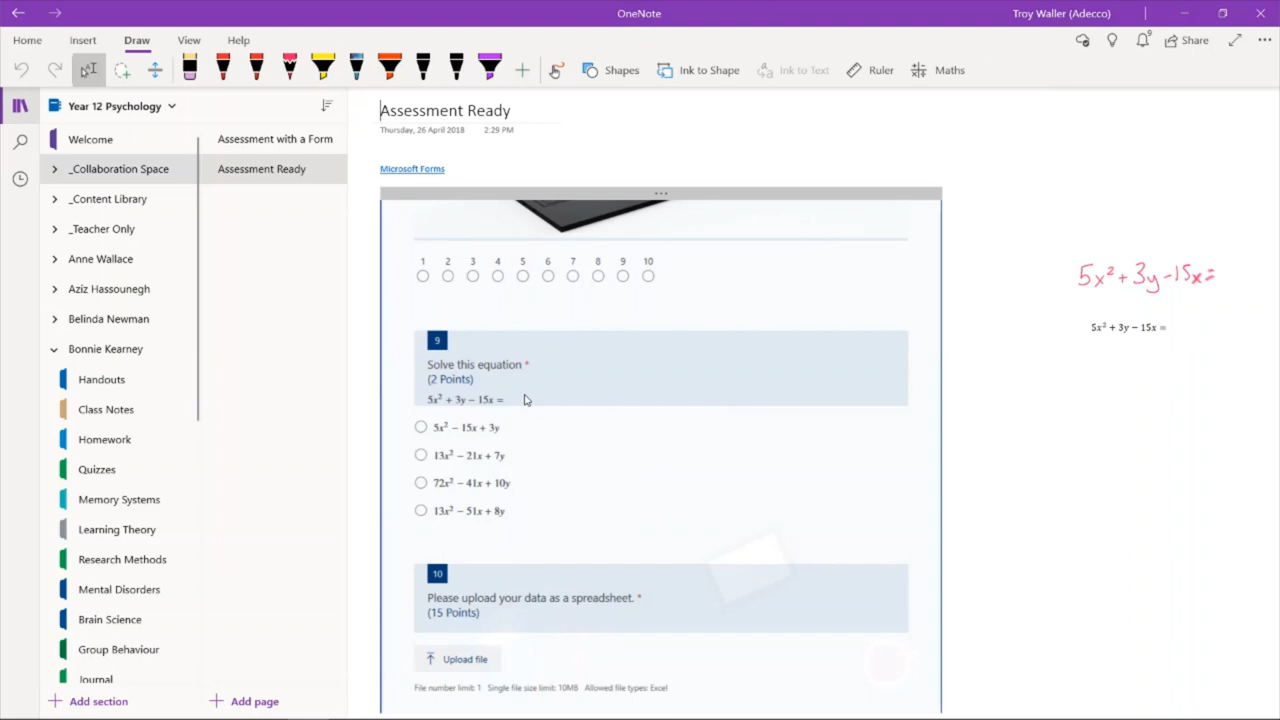 OneNote
Troy Waller (Adecco)
Home Insert Draw View Help
Share
Shapes Ink to Shape Ink to Text Ruler Maths
Year 12 Psychology
Welcome
_Collaboration Space
_Content Library
_Teacher Only
Anne Wallace
Aziz Hassounegh
Belinda Newman
Bonnie Kearney
Handouts
Class Notes
Homework
Quizzes
Memory Systems
Learning Theory
Research Methods
Mental Disorders
Brain Science
Group Behaviour
Journal
Add section
Assessment with a Form
Assessment Ready
Add page
Assessment Ready
Thursday, 26 April 2018 2:29 PM
Microsoft Forms
1 2 3 4 5 6 7 8 9 10
9
Solve this equation *
(2 Points)
5x² + 3y − 15x =
5x² − 15x + 3y
13x² − 21x + 7y
72x² − 41x + 10y
13x² − 51x + 8y
10
Please upload your data as a spreadsheet. *
(15 Points)
Upload file
File number limit: 1 Single file size limit: 10MB Allowed file types: Excel
5x² + 3y − 15x =
5x² + 3y − 15x =